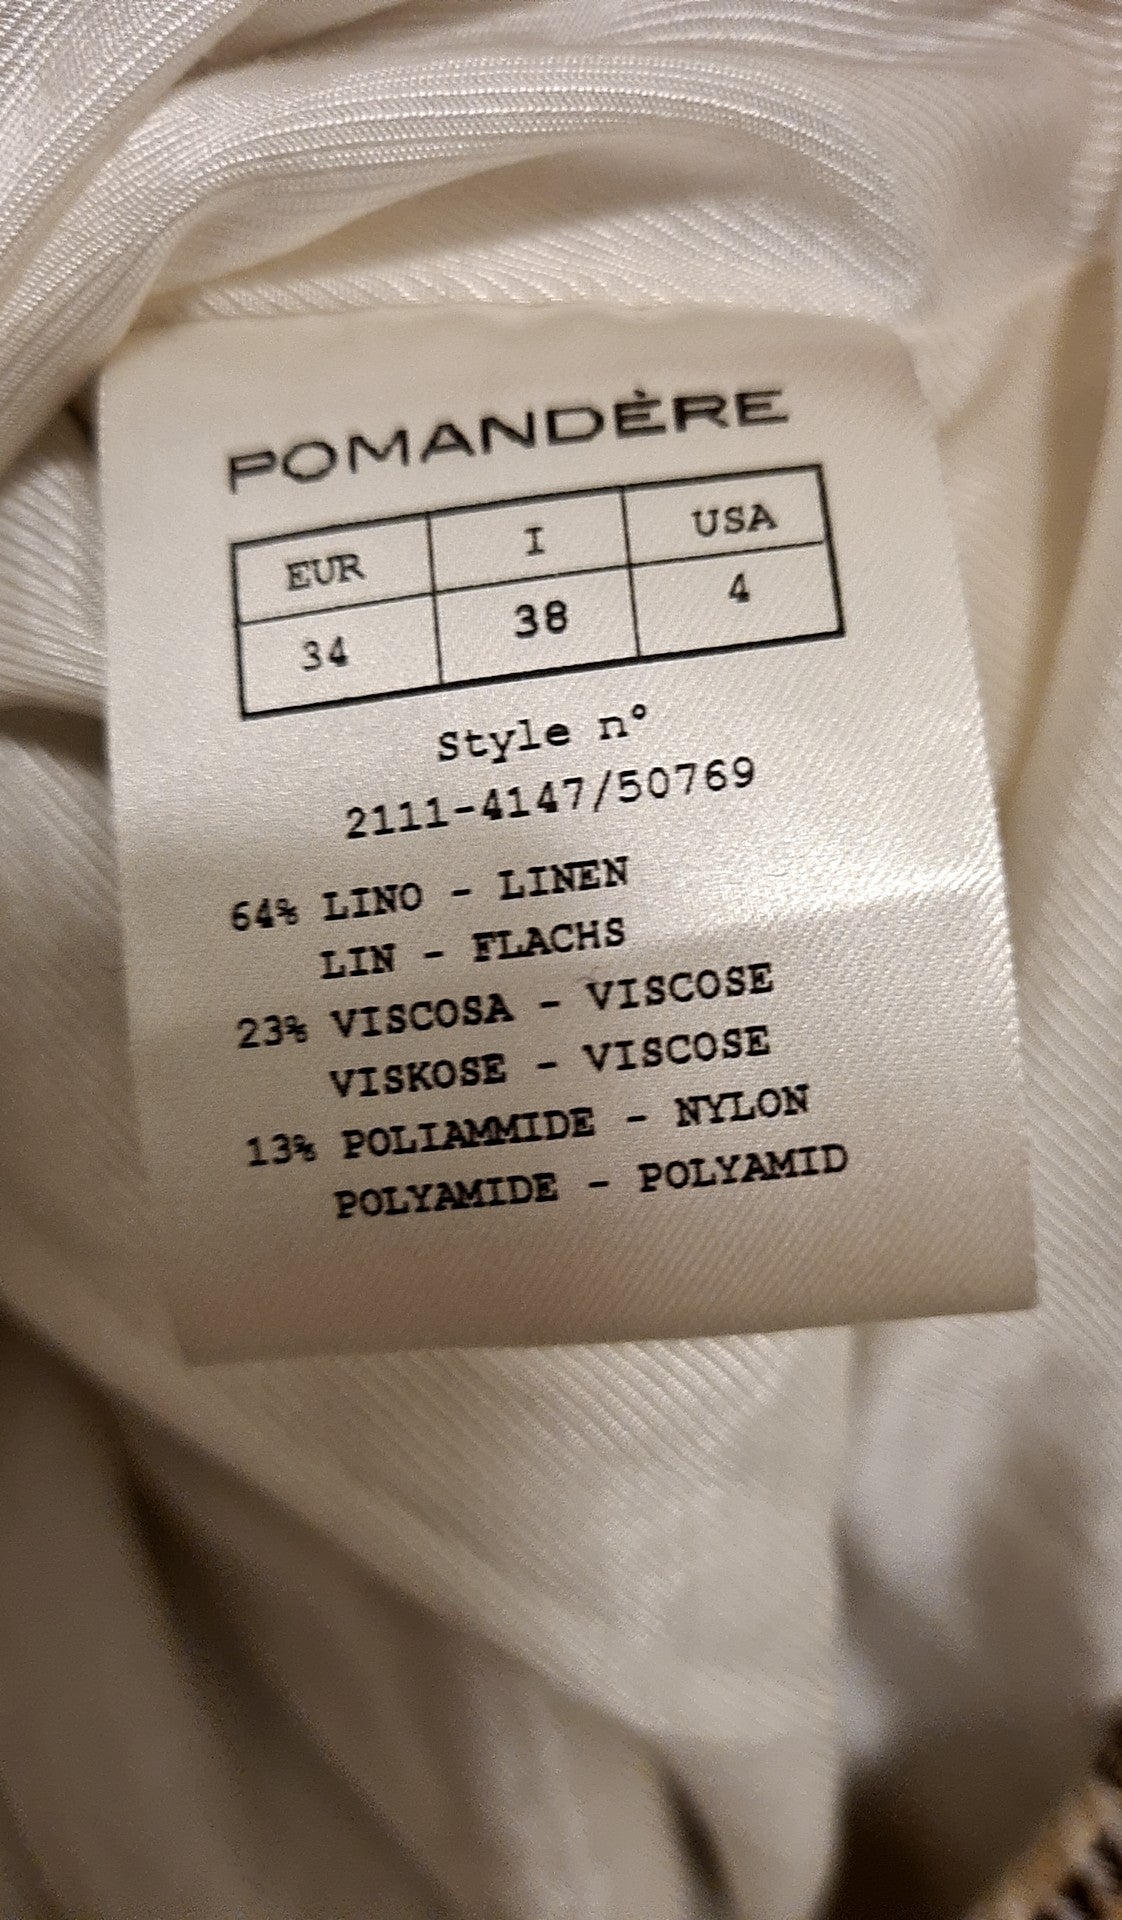 POMANDÈRE
EUR I USA
34 38 4
Style n°
2111-4147/50769
64% LINO - LINEN
LIN - FLACHS
23% VISCOSA - VISCOSE
VISKOSE - VISCOSE
13% POLIAMMIDE - NYLON
POLYAMIDE - POLYAMID